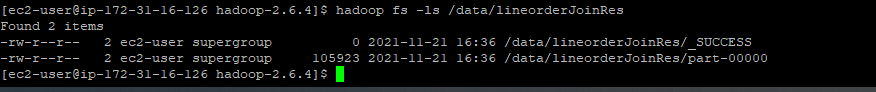 [ec2-user@ip-172-31-16-126 hadoop-2.6.4]$ hadoop fs -ls /data/lineorderJoinRes
Found 2 items
-rw-r--r--   2 ec2-user supergroup          0 2021-11-21 16:36 /data/lineorderJoinRes/_SUCCESS
-rw-r--r--   2 ec2-user supergroup     105923 2021-11-21 16:36 /data/lineorderJoinRes/part-00000
[ec2-user@ip-172-31-16-126 hadoop-2.6.4]$